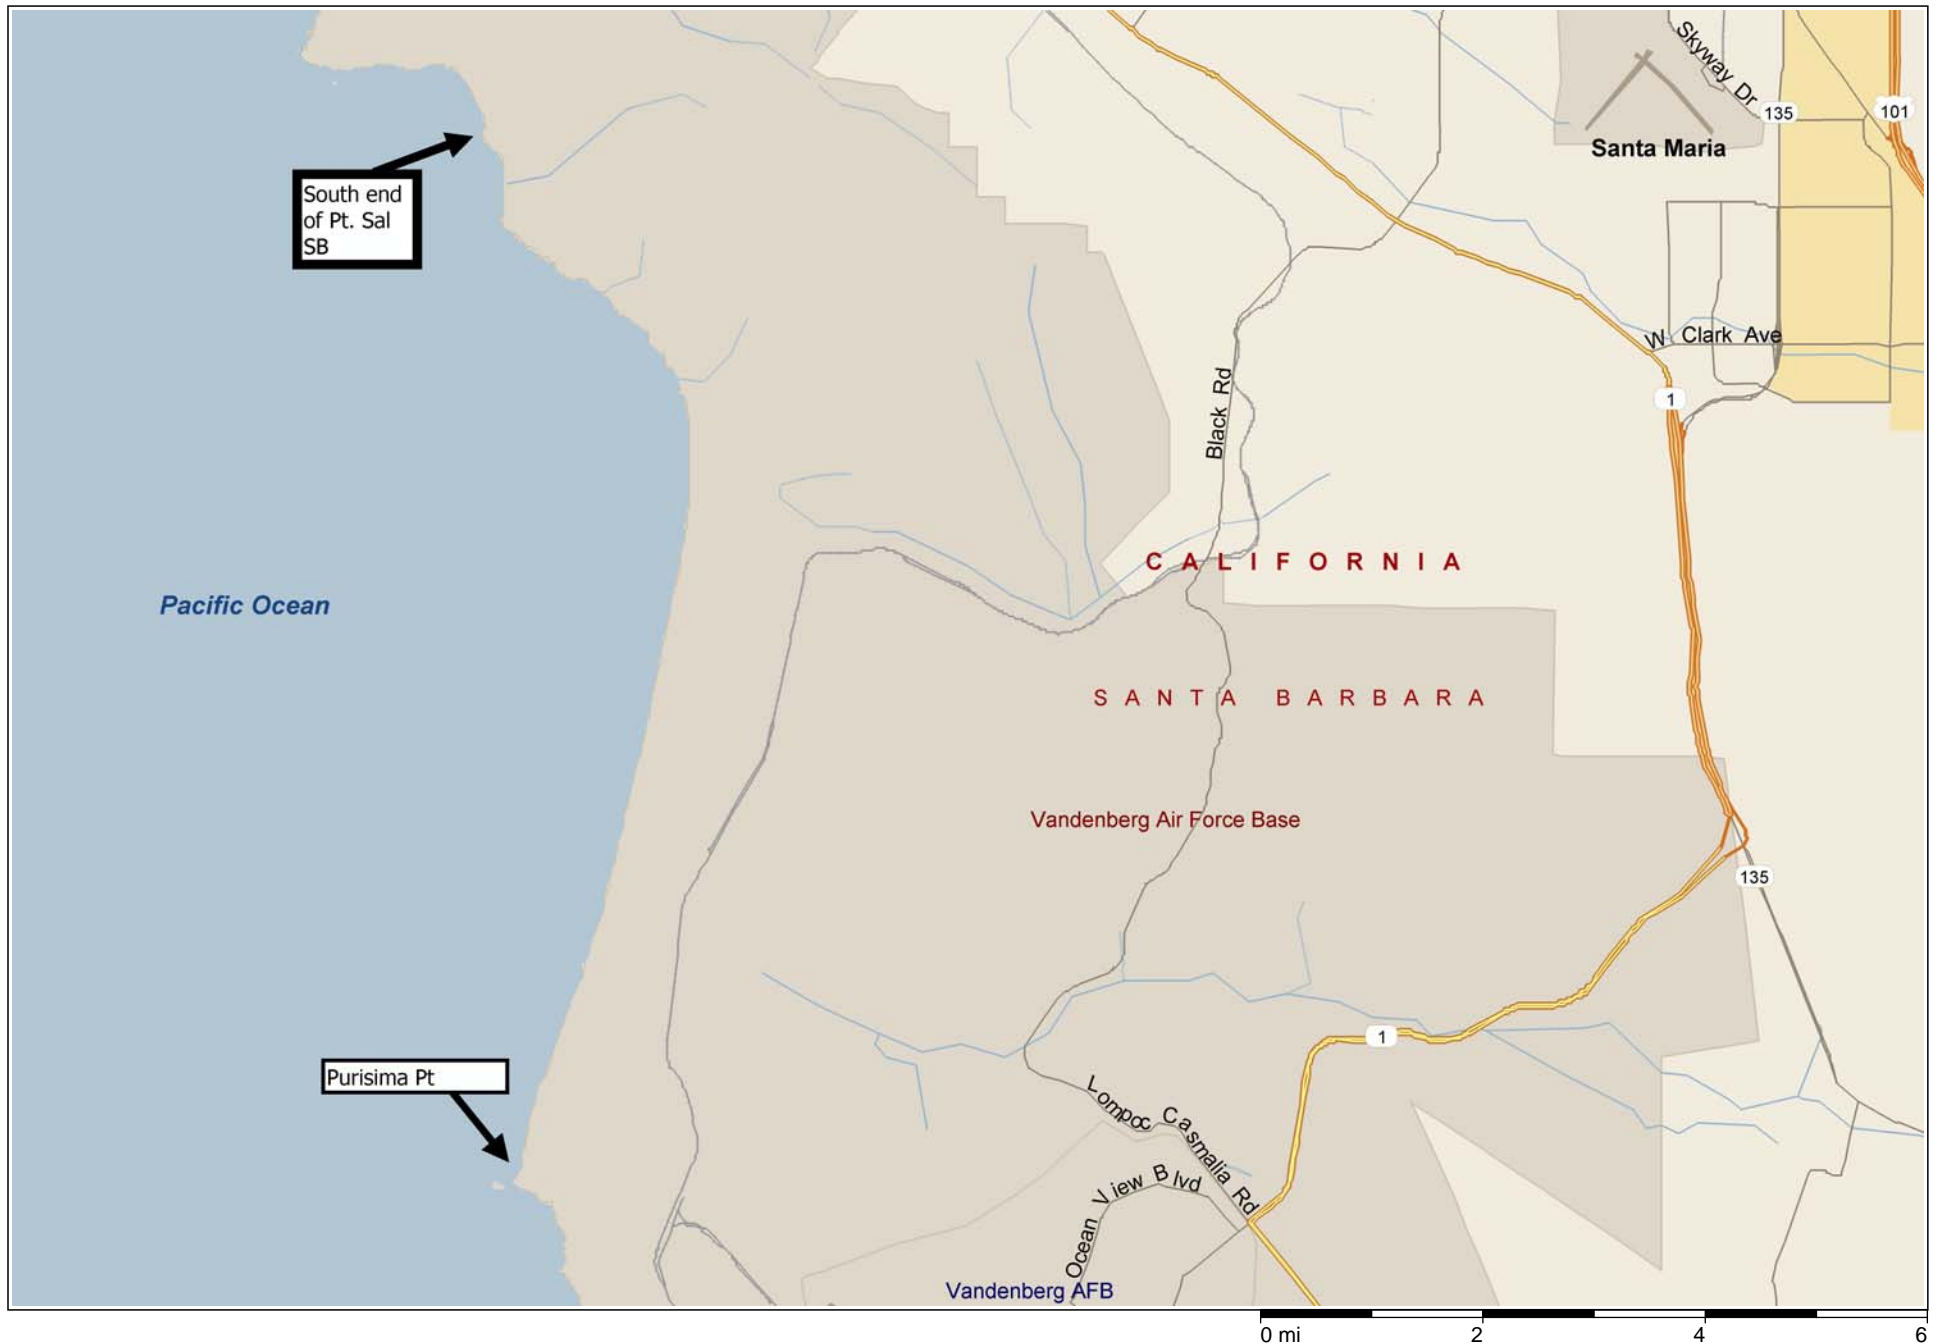 Skyway Dr
135
101
Santa Maria
South end
of Pt. Sal
SB
W Clark Ave
1
Black Rd
CALIFORNIA
Pacific Ocean
SANTA BARBARA
Vandenberg Air Force Base
135
1
Purisima Pt
Lompoc Casmalia Rd
Ocean View Blvd
Vandenberg AFB
0 mi 2 4 6